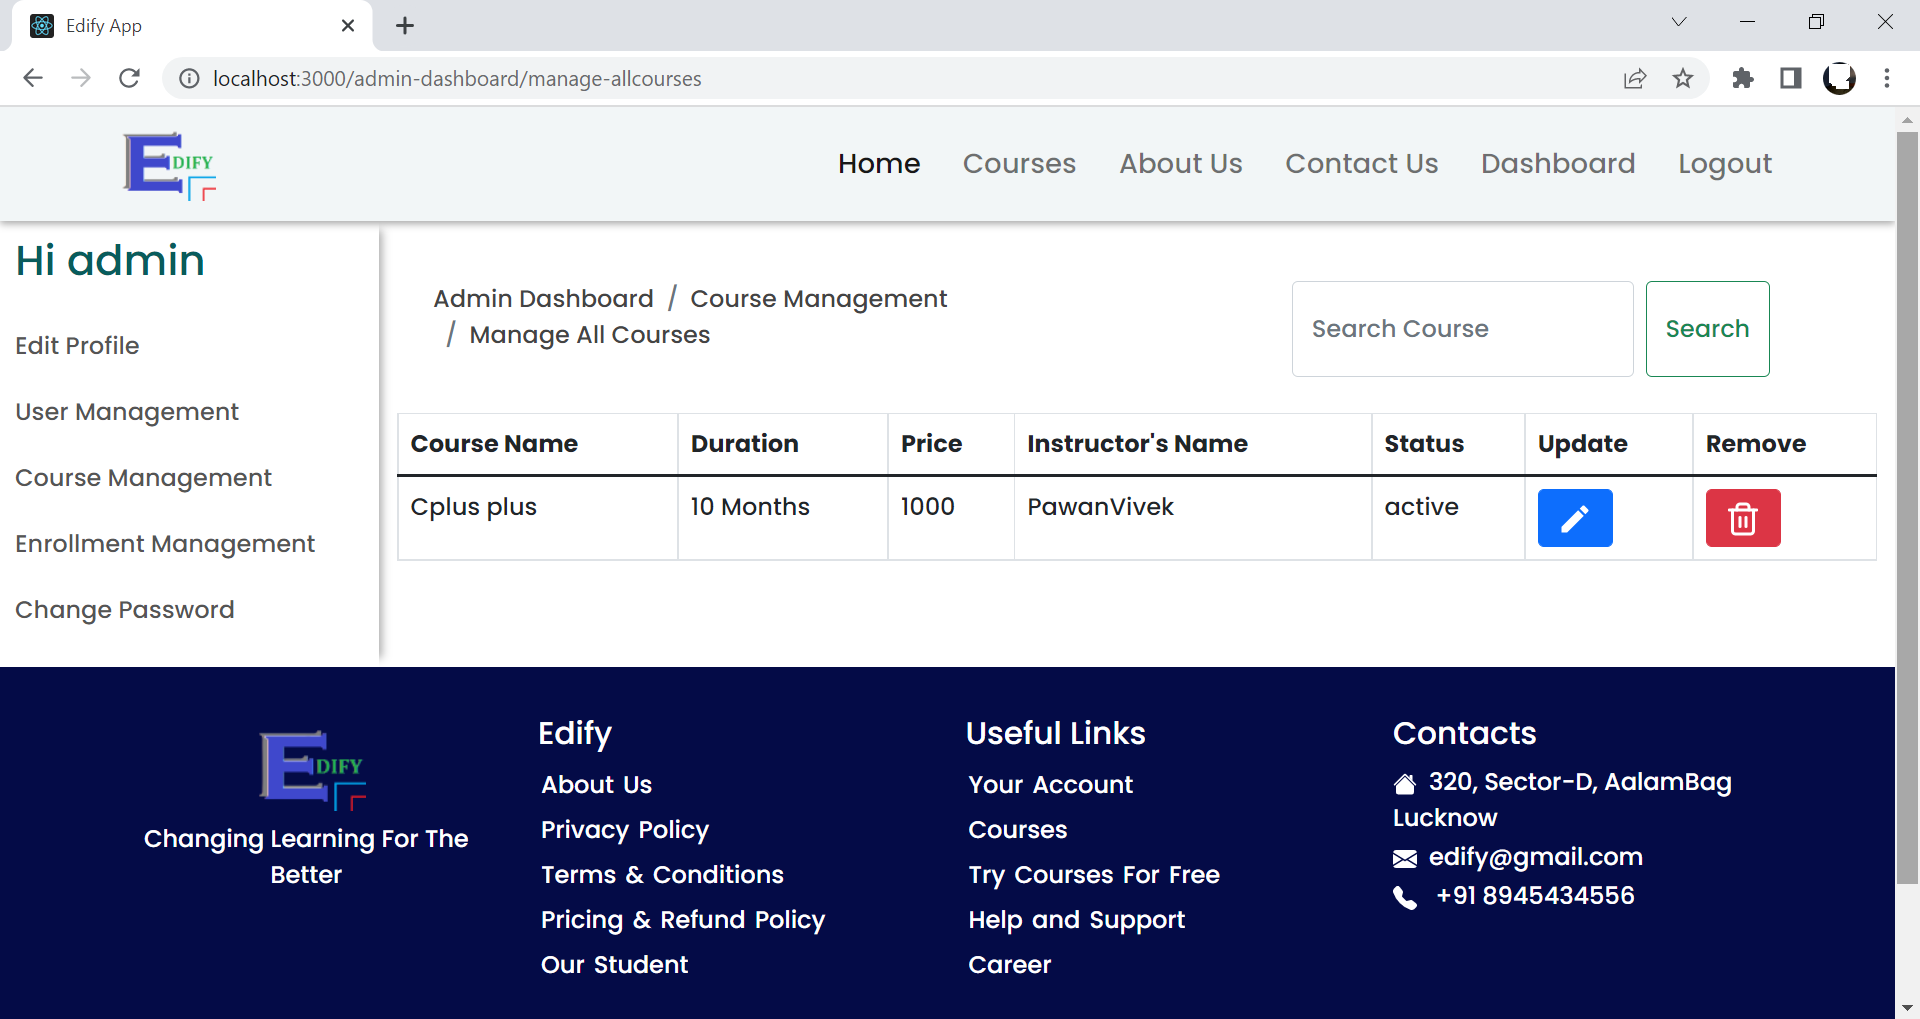 Edify App
localhost:3000/admin-dashboard/manage-allcourses
EDIFY
Home Courses About Us Contact Us Dashboard Logout
Hi admin
Edit Profile
User Management
Course Management
Enrollment Management
Change Password
Admin Dashboard / Course Management
/ Manage All Courses
Search Course Search
Course Name Duration Price Instructor's Name Status Update Remove
Cplus plus 10 Months 1000 PawanVivek active
EDIFY
Changing Learning For The
Better
Edify
About Us
Privacy Policy
Terms & Conditions
Pricing & Refund Policy
Our Student
Useful Links
Your Account
Courses
Try Courses For Free
Help and Support
Career
Contacts
320, Sector-D, AalamBag
Lucknow
edify@gmail.com
+91 8945434556